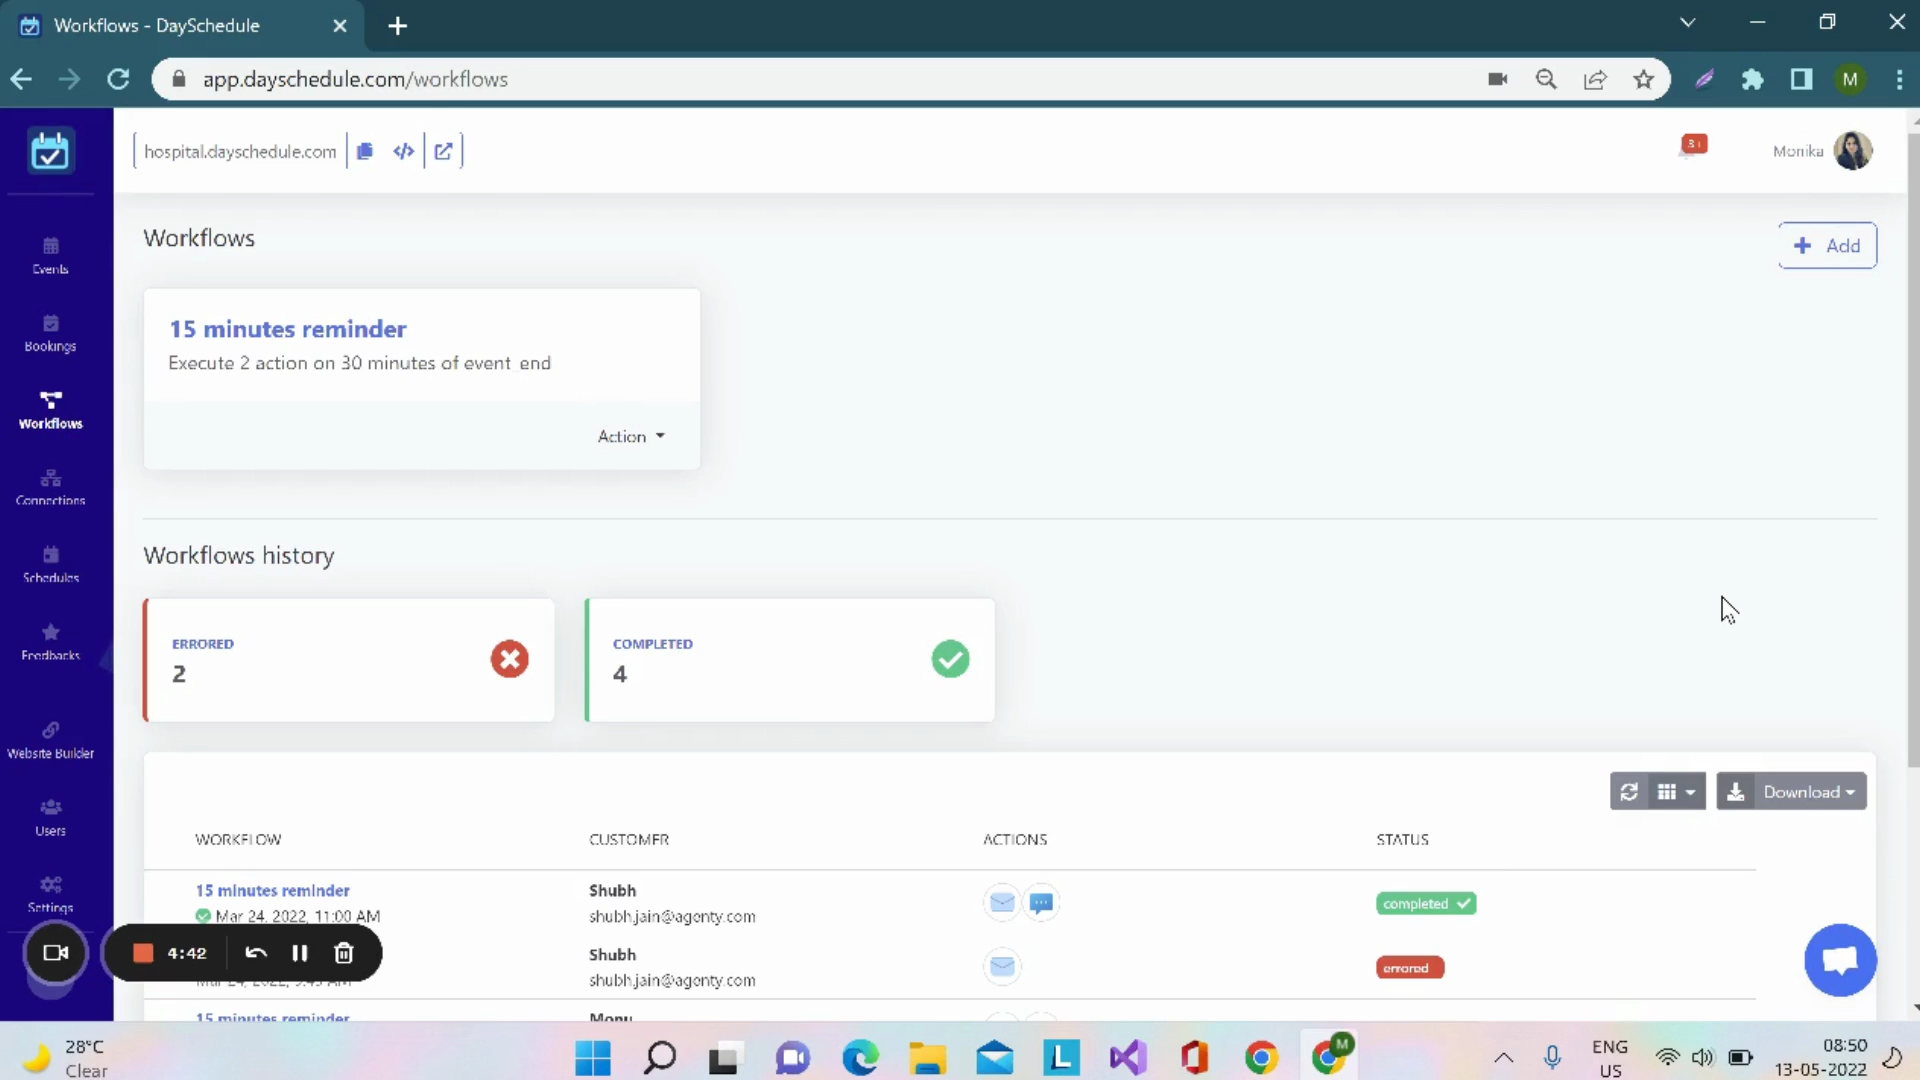 Workflows - DaySchedule
app.dayschedule.com/workflows
M
hospital.dayschedule.com
3+
Monika
Events
Bookings
Workflows
Connections
Schedules
Feedbacks
Website Builder
Users
Settings
Workflows
Add
15 minutes reminder
Execute 2 action on 30 minutes of event_end
Action
Workflows history
ERRORED
2
COMPLETED
4
Download
WORKFLOW CUSTOMER ACTIONS STATUS
15 minutes reminder
Mar 24, 2022, 11:00 AM
Shubh
shubh.jain@agenty.com
completed
Shubh
shubh.jain@agenty.com
errored
15 minutes reminder
Monu
4:42
28°C
Clear
L
M
ENG
US
08:50
13-05-2022